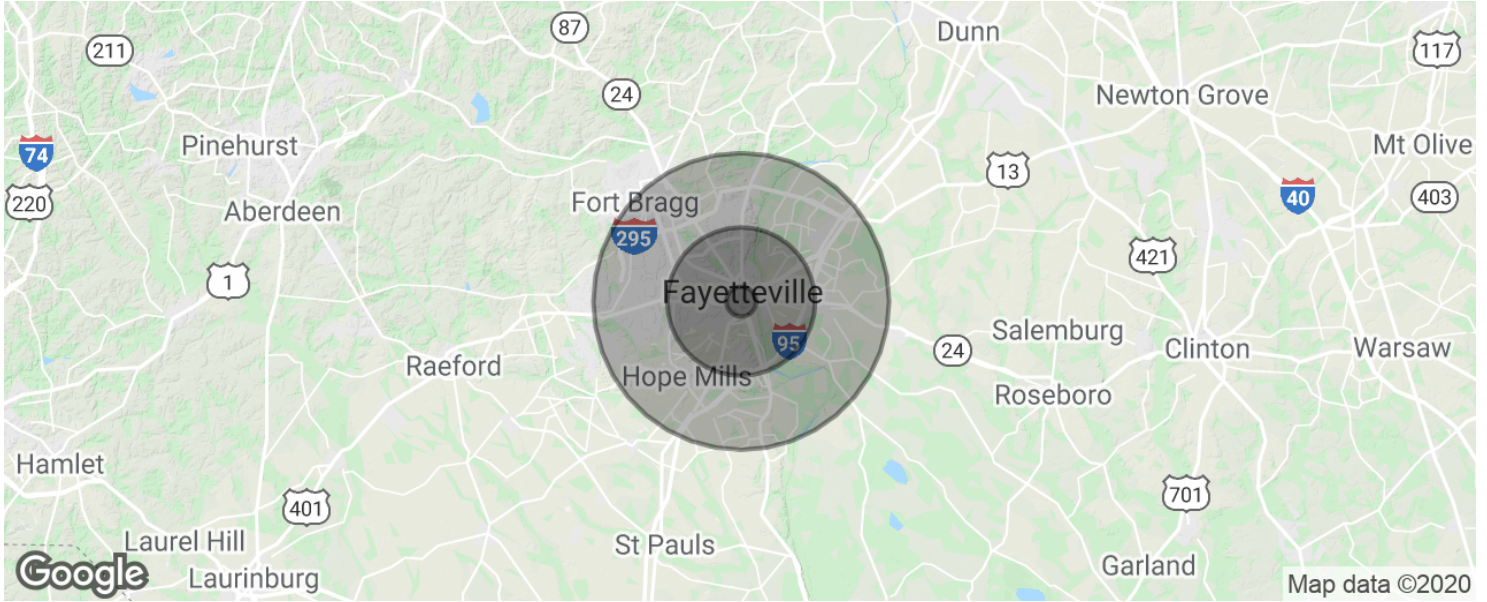 87
Dunn
211
117
24
Newton Grove
Pinehurst
Mt Olive
74
13
220
Fort Bragg
40
403
Aberdeen
295
421
1
Fayetteville
95
Salemburg
24
Clinton
Warsaw
Raeford
Hope Mills
Roseboro
Hamlet
401
701
Laurel Hill
St Pauls
Garland
Google
Laurinburg
Map data ©2020